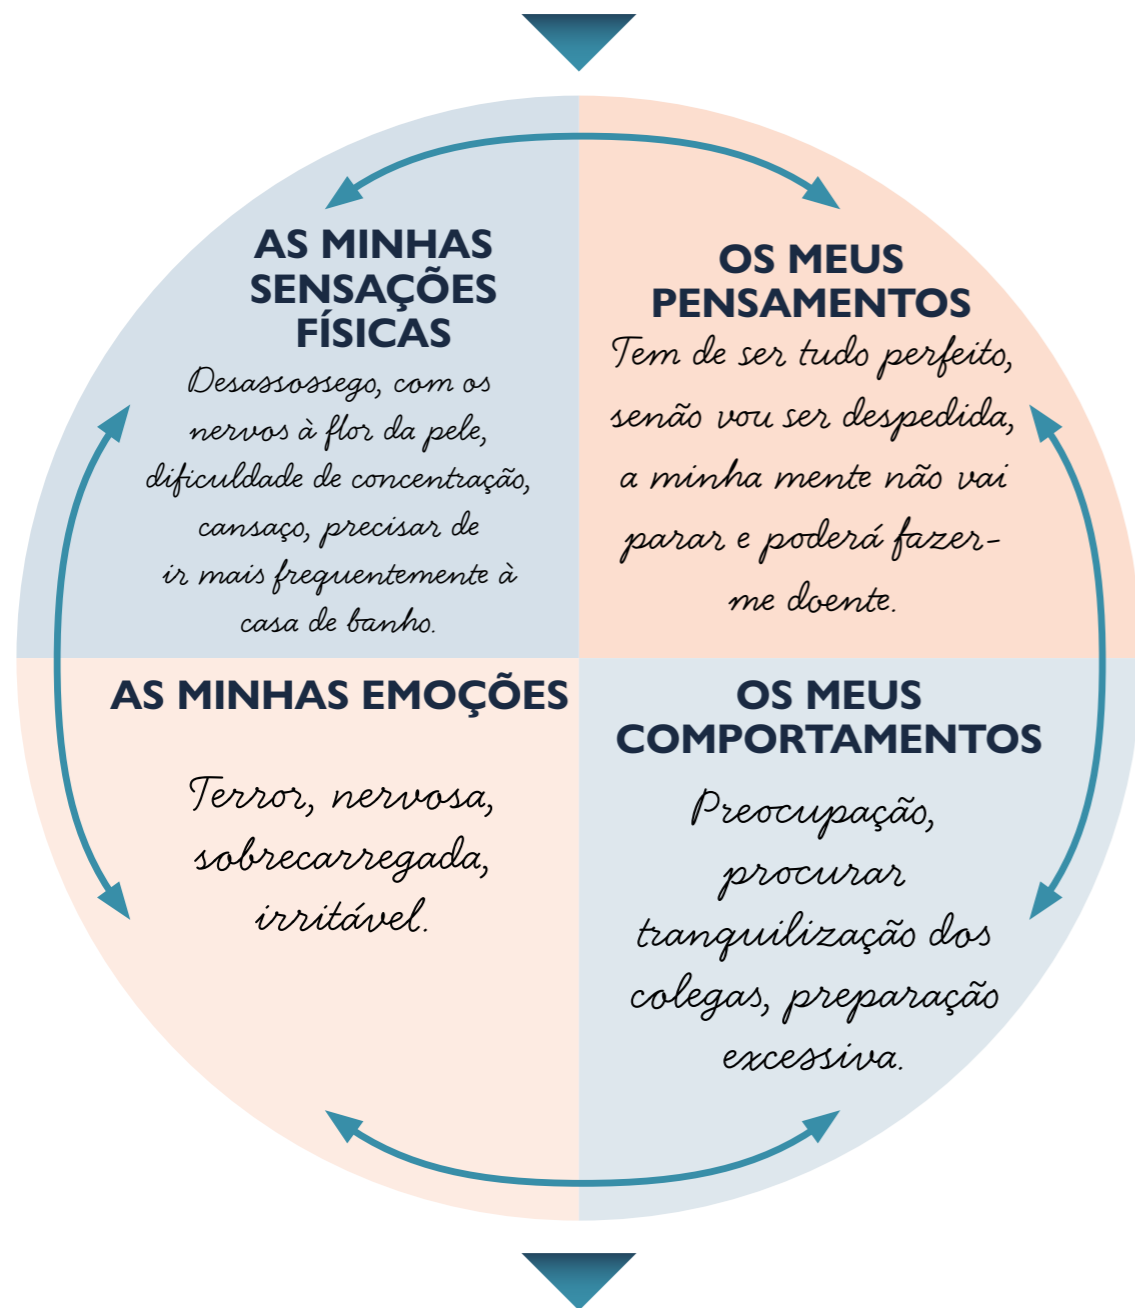 AS MINHAS
SENSAÇÕES
FÍSICAS
Desassossego, com os
nervos à flor da pele,
dificuldade de concentração,
cansaço, precisar de
ir mais frequentemente à
casa de banho.
OS MEUS
PENSAMENTOS
Tem de ser tudo perfeito,
senão vou ser despedida,
a minha mente não vai
parar e poderá fazer-
me doente.
AS MINHAS EMOÇÕES
Terror, nervosa,
sobrecarregada,
irritável.
OS MEUS
COMPORTAMENTOS
Preocupação,
procurar
tranquilização dos
colegas, preparação
excessiva.